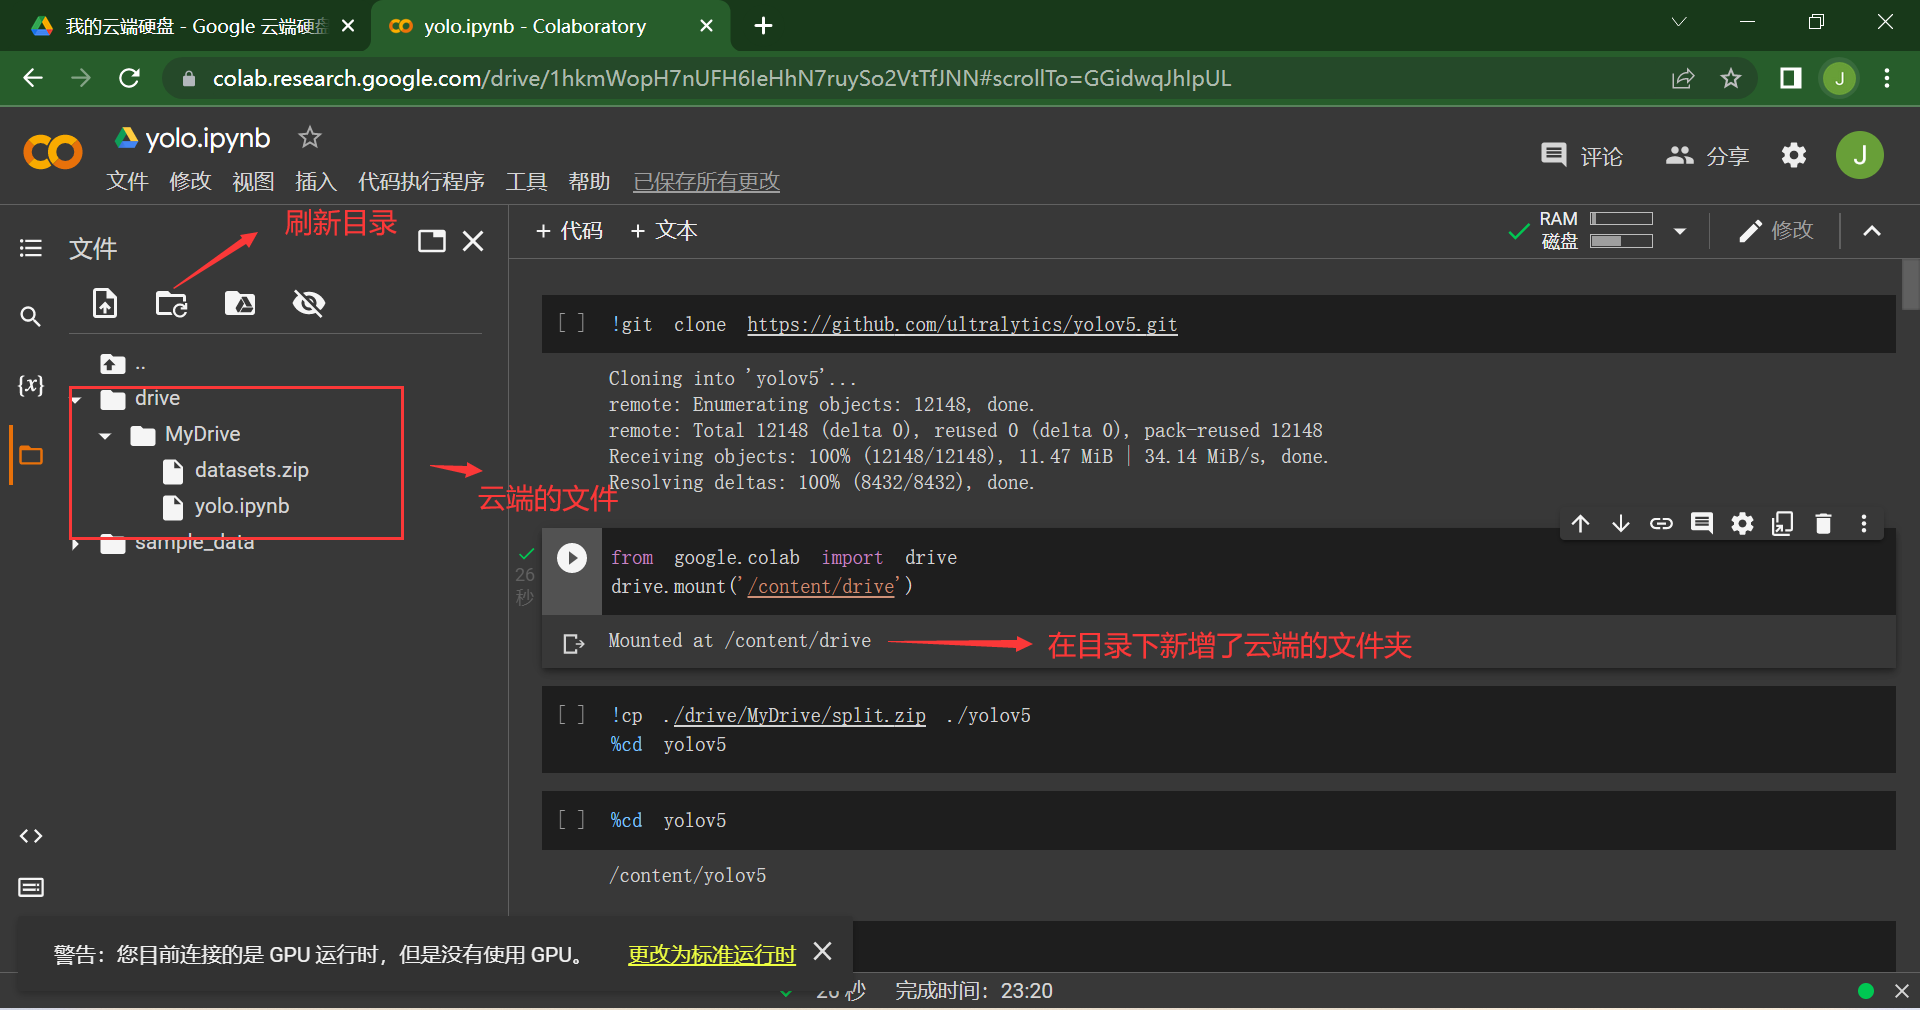 我的云端硬盘 - Google 云端硬盘
yolo.ipynb - Colaboratory
colab.research.google.com/drive/1hkmWopH7nUFH6IeHhN7ruySo2VtTfJNN#scrollTo=GGidwqJhIpUL
J
yolo.ipynb
评论
分享
J
文件 修改 视图 插入 代码执行程序 工具 帮助 已保存所有更改
刷新目录
文件
+ 代码 + 文本
RAM
磁盘
修改
..
drive
MyDrive
datasets.zip
yolo.ipynb
sample_data
{x}
云端的文件
[ ] !git clone https://github.com/ultralytics/yolov5.git
Cloning into 'yolov5'...
remote: Enumerating objects: 12148, done.
remote: Total 12148 (delta 0), reused 0 (delta 0), pack-reused 12148
Receiving objects: 100% (12148/12148), 11.47 MiB | 34.14 MiB/s, done.
Resolving deltas: 100% (8432/8432), done.
26
秒
from google.colab import drive
drive.mount('/content/drive')
Mounted at /content/drive
在目录下新增了云端的文件夹
[ ] !cp ./drive/MyDrive/split.zip ./yolov5
%cd yolov5
[ ] %cd yolov5
/content/yolov5
警告：您目前连接的是 GPU 运行时，但是没有使用 GPU。 更改为标准运行时
26 秒 完成时间：23:20